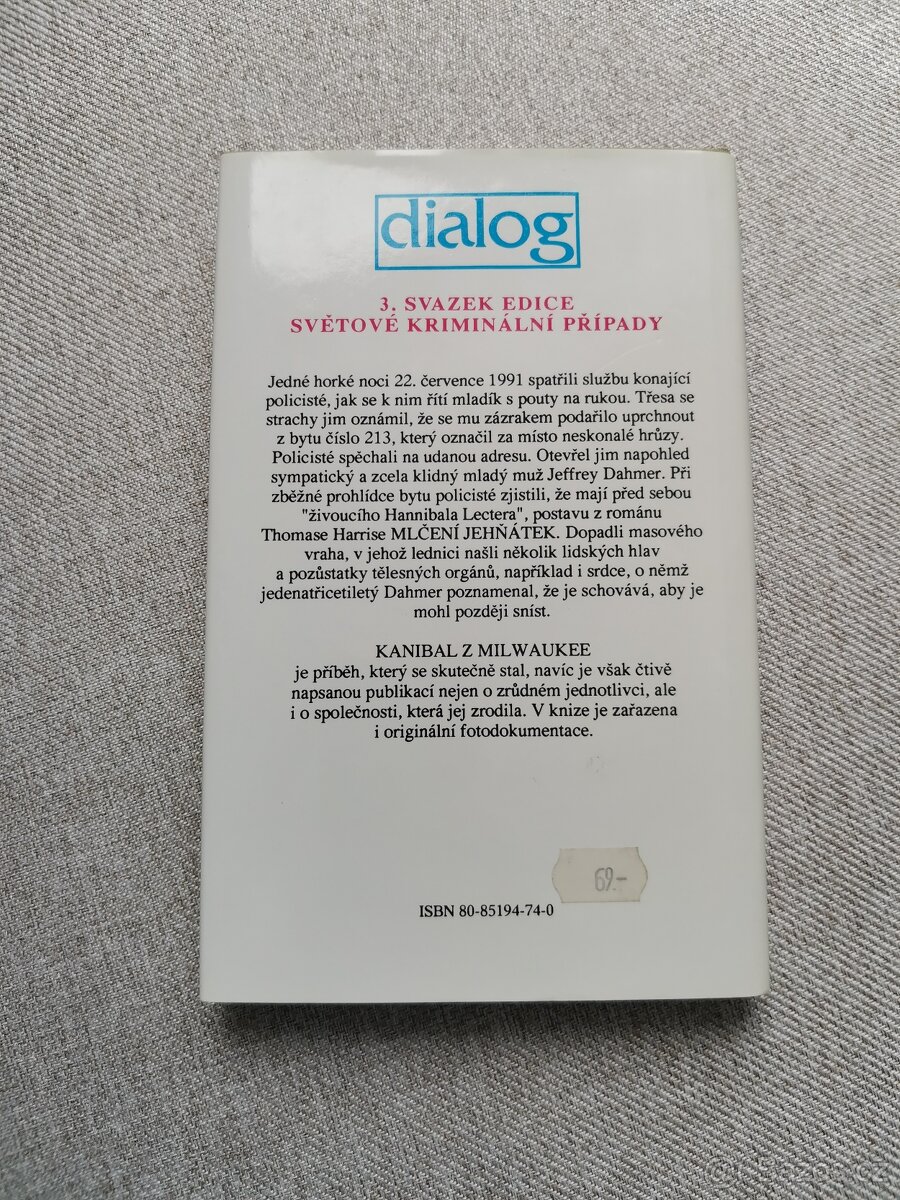 dialog
3. SVAZEK EDICE
SVĚTOVÉ KRIMINÁLNÍ PŘÍPADY
Jedné horké noci 22. července 1991 spatřili službu konající
policisté, jak se k nim řítí mladík s pouty na rukou. Třesa se
strachy jim oznámil, že se mu zázrakem podařilo uprchnout
z bytu číslo 213, který označil za místo neskonalé hrůzy.
Policisté spěchali na udanou adresu. Otevřel jim napohled
sympatický a zcela klidný mladý muž Jeffrey Dahmer. Při
zběžné prohlídce bytu policisté zjistili, že mají před sebou
"živoucího Hannibala Lectera", postavu z románu
Thomase Harrise MLČENÍ JEHŇÁTEK. Dopadli masového
vraha, v jehož lednici našli několik lidských hlav
a pozůstatky tělesných orgánů, například i srdce, o němž
jedenatřicetiletý Dahmer poznamenal, že je schovává, aby je
mohl později sníst.
KANIBAL Z MILWAUKEE
je příběh, který se skutečně stal, navíc je však čtivě
napsanou publikací nejen o zrůdném jednotlivci, ale
i o společnosti, která jej zrodila. V knize je zařazena
i originální fotodokumentace.
69.-
ISBN 80-85194-74-0
Bazos.cz